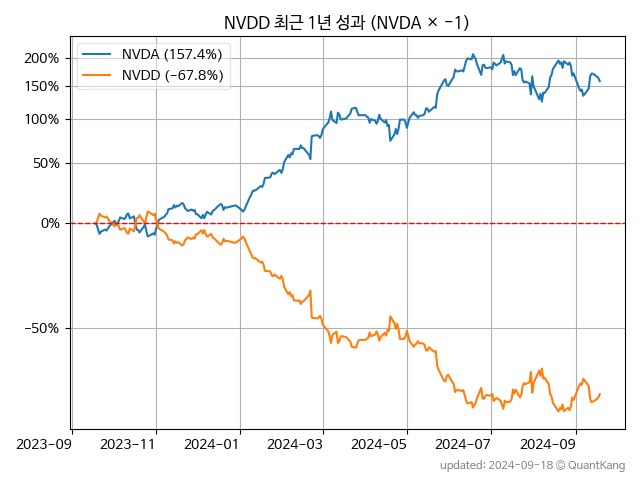 NVDD 최근 1년 성과 (NVDA × −1)
NVDA (157.4%)
NVDD (−67.8%)
200%
150%
100%
50%
0%
−50%
2023−09 2023−11 2024−01 2024−03 2024−05 2024−07 2024−09
updated: 2024-09-18 © QuantKang